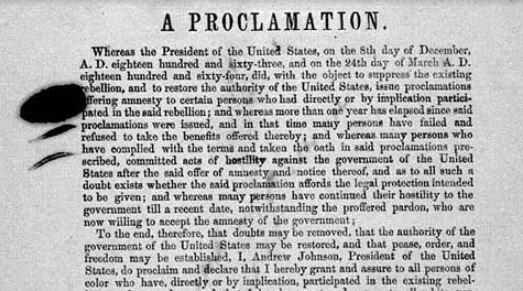 A PROCLAMATION.
Whereas the President of the United States, on the 8th day of December,
A. D. eighteen hundred and sixty-three, and on the 24th day of March A. D.
eighteen hundred and sixty-four, did, with the object to suppress the existing
rebellion, and to restore the authority of the United States, issue proclamations
offering amnesty to certain persons who had directly or by implication partici-
pated in the said rebellion; and whereas more than one year has elapsed since said
proclamations were issued, and in that time many persons have failed and
refused to take the benefits offered thereby; and whereas many persons who
have complied with the terms and taken the oath in said proclamations pre-
scribed, committed acts of hostility against the government of the United
States after the said offer of amnesty and notice thereof, and as to all such a
doubt exists whether the said proclamation affords the legal protection intended
to be given; and whereas many persons have continued their hostility to the
government till a recent date, notwithstanding the proffered pardon, who are
now willing to accept the amnesty of the government;
To the end, therefore, that doubts may be removed, that the authority of the
government of the United States may be restored, and that pease, order, and
freedom may be established, I, Andrew Johnson, President of the United
States, do proclaim and declare that I hereby grant and assure to all persons of
color who have, directly or by implication, participated in the existing rebel-